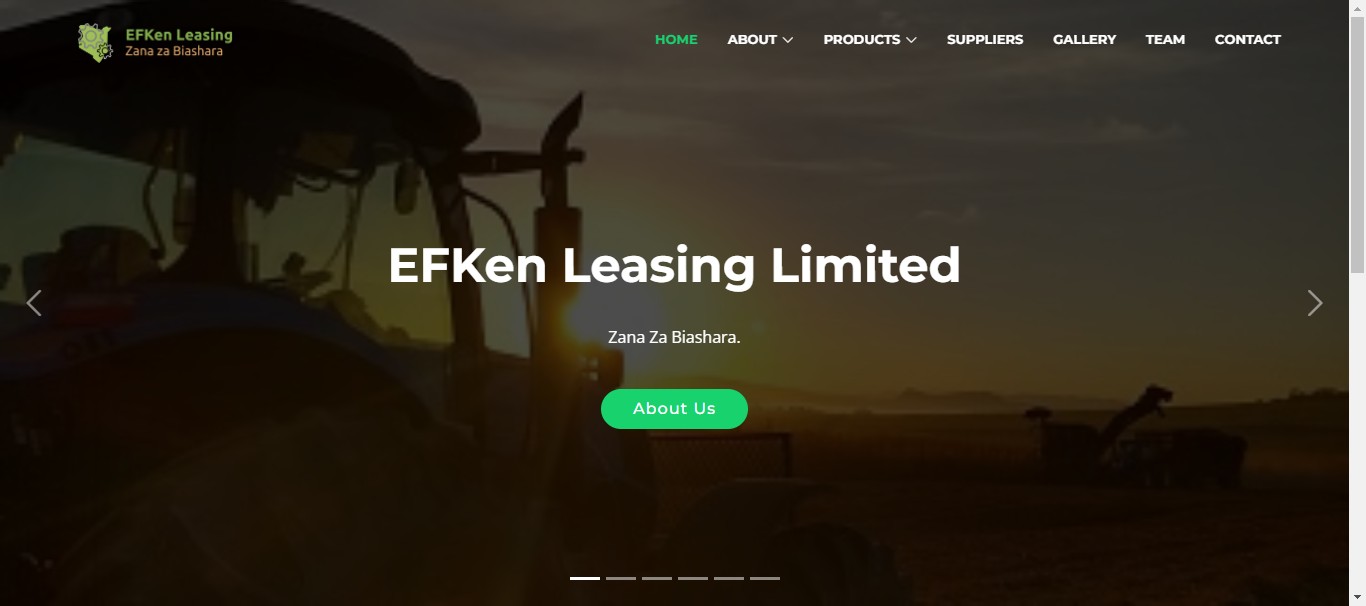 EFKen Leasing
Zana za Biashara
HOME ABOUT PRODUCTS SUPPLIERS GALLERY TEAM CONTACT
EFKen Leasing Limited
Zana Za Biashara.
About Us